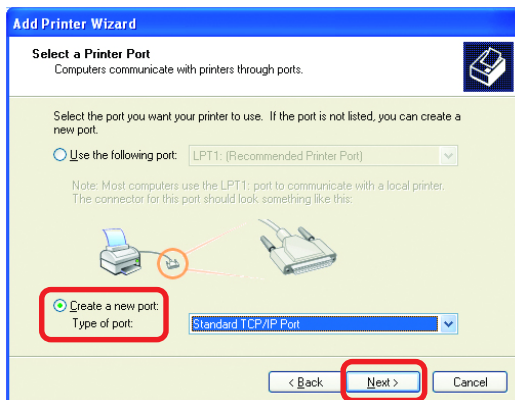 Add Printer Wizard
Select a Printer Port
Computers communicate with printers through ports.
Select the port you want your printer to use. If the port is not listed, you can create a
new port.
Use the following port: LPT1: (Recommended Printer Port)
Note: Most computers use the LPT1: port to communicate with a local printer.
The connector for this port should look something like this:
Create a new port:
Type of port: Standard TCP/IP Port
< Back Next > Cancel